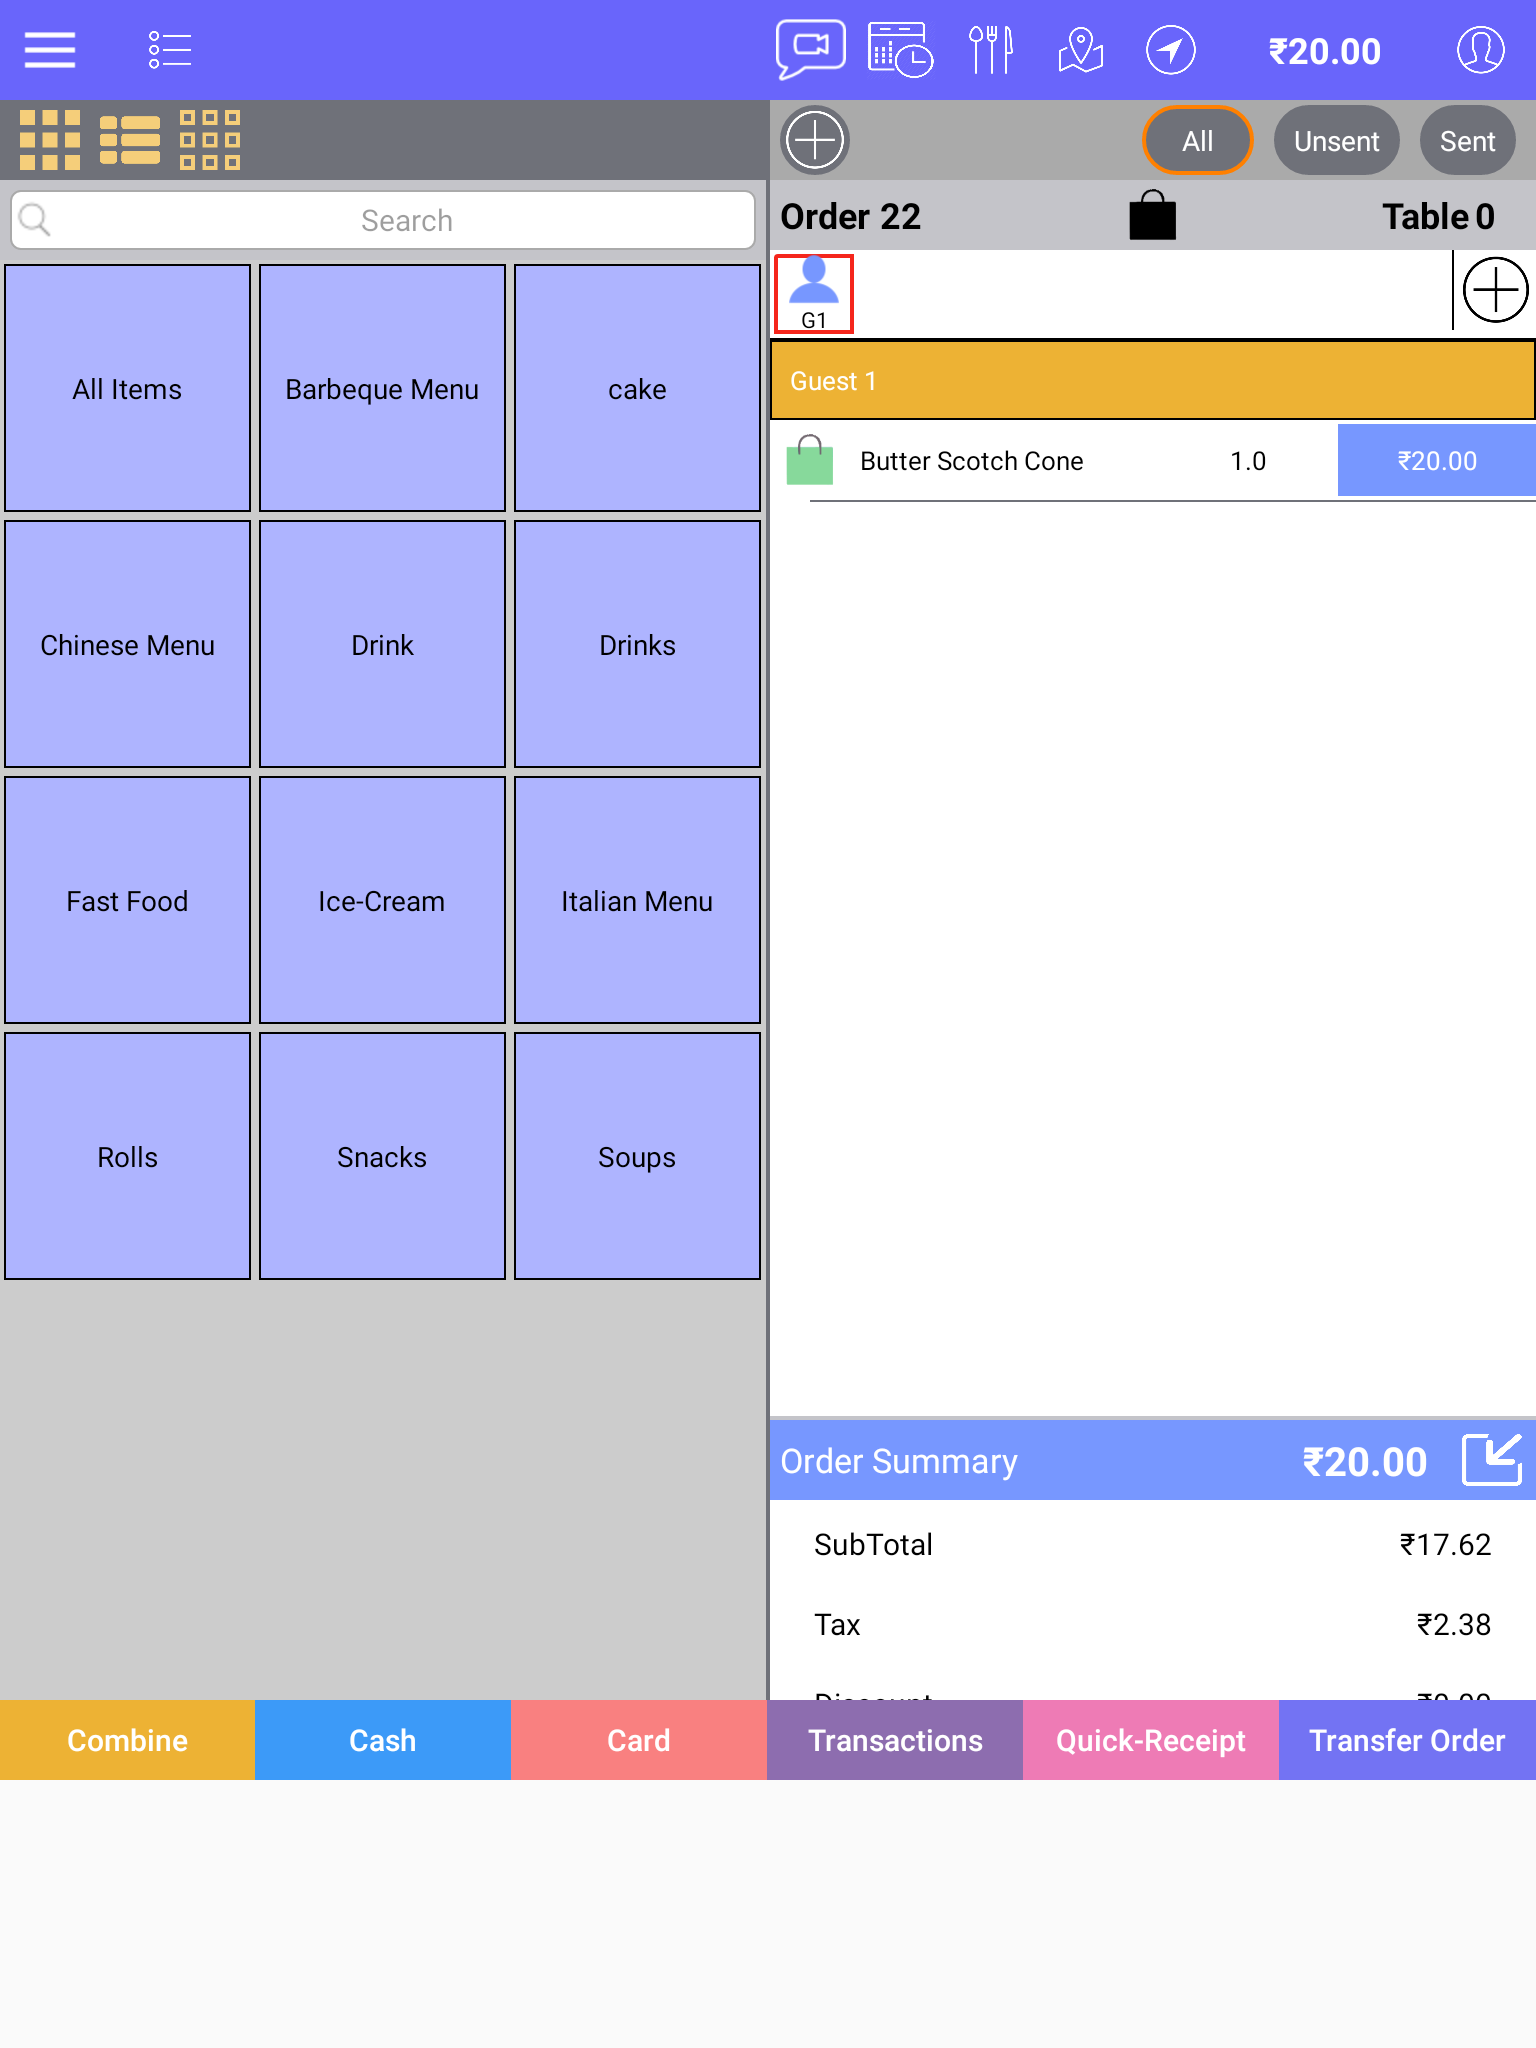 ₹20.00
All
Unsent
Sent
Search
Order 22
Table 0
G1
Guest 1
Butter Scotch Cone 1.0 ₹20.00
All Items
Barbeque Menu
cake
Chinese Menu
Drink
Drinks
Fast Food
Ice-Cream
Italian Menu
Rolls
Snacks
Soups
Order Summary ₹20.00
SubTotal ₹17.62
Tax ₹2.38
Combine
Cash
Card
Transactions
Quick-Receipt
Transfer Order